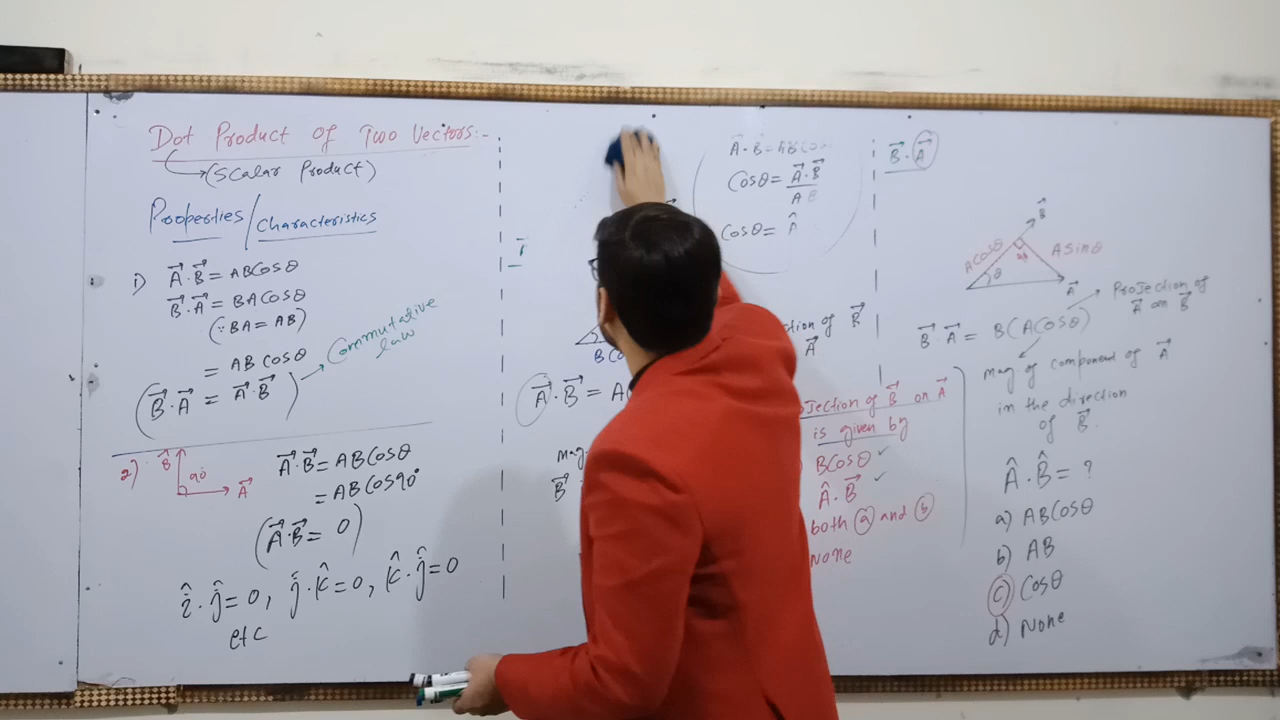 Dot Product of Two Vectors:-
(Scalar Product)
Properties/Characteristics
1) A⃗·B⃗ = ABCosθ
B⃗·A⃗ = BACosθ
(∵BA = AB)
= AB Cosθ
(B⃗·A⃗ = A⃗·B⃗)
Commutative
law
2) B⃗ 90° A⃗
A⃗·B⃗ = ABCosθ
= ABCos90°
(A⃗·B⃗ = 0)
î·ĵ = 0, ĵ·k̂ = 0, k̂·ĵ = 0
etc
A⃗·B⃗ = ABCos
Cosθ = A⃗·B⃗
A B
Cosθ = Â
of B⃗
A⃗
A⃗·B⃗ =
B⃗
of B⃗ on A⃗
is given by
BCosθ ✓
Â·B⃗ ✓
both (a) and (b)
None
B⃗·A⃗
B⃗
ACosθ
θ
ASinθ
A⃗
Projection of
A⃗ on B⃗
B⃗ A⃗ = B(ACosθ)
Mag of component of A⃗
in the direction
of B⃗.
Â·B̂ = ?
a) ABCosθ
b) AB
c) Cosθ
d) None